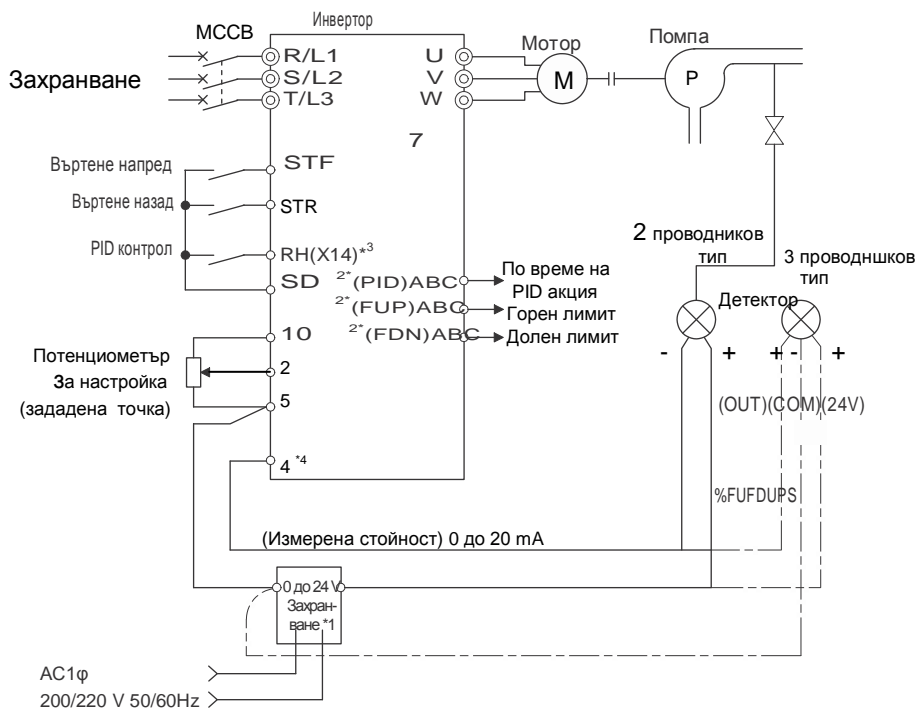 Инвертор
МССВ
R/L1
S/L2
T/L3
Захранване
U
V
W
Мотор
M
Помпа
P
7
Въртене напред
STF
Въртене назад
STR
PID контрол
RH(X14)*3
SD
2*(PID)ABC
По време на
PID акция
2*(FUP)ABC
Горен лимит
2*(FDN)ABC
Долен лимит
2 проводников
тип
3 проводншков
тип
Детектор
- + + - +
(OUT)(COM)(24V)
10
2
5
Потенциометър
За настройка
(зададена точка)
4 *4
%FUFDUPS
(Измерена стойност) 0 до 20 mA
0 до 24 V
Захран-
ване *1
AC1φ
200/220 V 50/60Hz